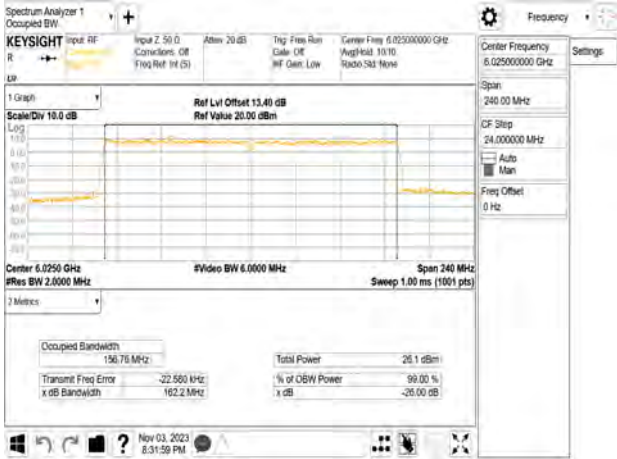 Spectrum Analyzer 1
Occupied BW
+
Frequency
KEYSIGHT Input: RF
R
Input Z: 50 Ω
Corrections: Off
Freq Ref: Int (S)
Atten: 20 dB
Trig: Free Run
Gate: Off
#IF Gain: Low
Center Freq: 6.025000000 GHz
Avg|Hold: 10/10
Radio Std: None
Center Frequency
6.025000000 GHz
Settings
Span
240.00 MHz
CF Step
24.000000 MHz
Auto
Man
Freq Offset
0 Hz
1 Graph
Scale/Div 10.0 dB
Ref Lvl Offset 13.40 dB
Ref Value 20.00 dBm
Log
Center 6.0250 GHz
#Res BW 2.0000 MHz
#Video BW 6.0000 MHz
Span 240 MHz
Sweep 1.00 ms (1001 pts)
2 Metrics
Occupied Bandwidth
156.76 MHz
Total Power 26.1 dBm
Transmit Freq Error -22.580 kHz
% of OBW Power 99.00 %
x dB Bandwidth 162.2 MHz
x dB -26.00 dB
?
Nov 03, 2023
8:31:59 PM